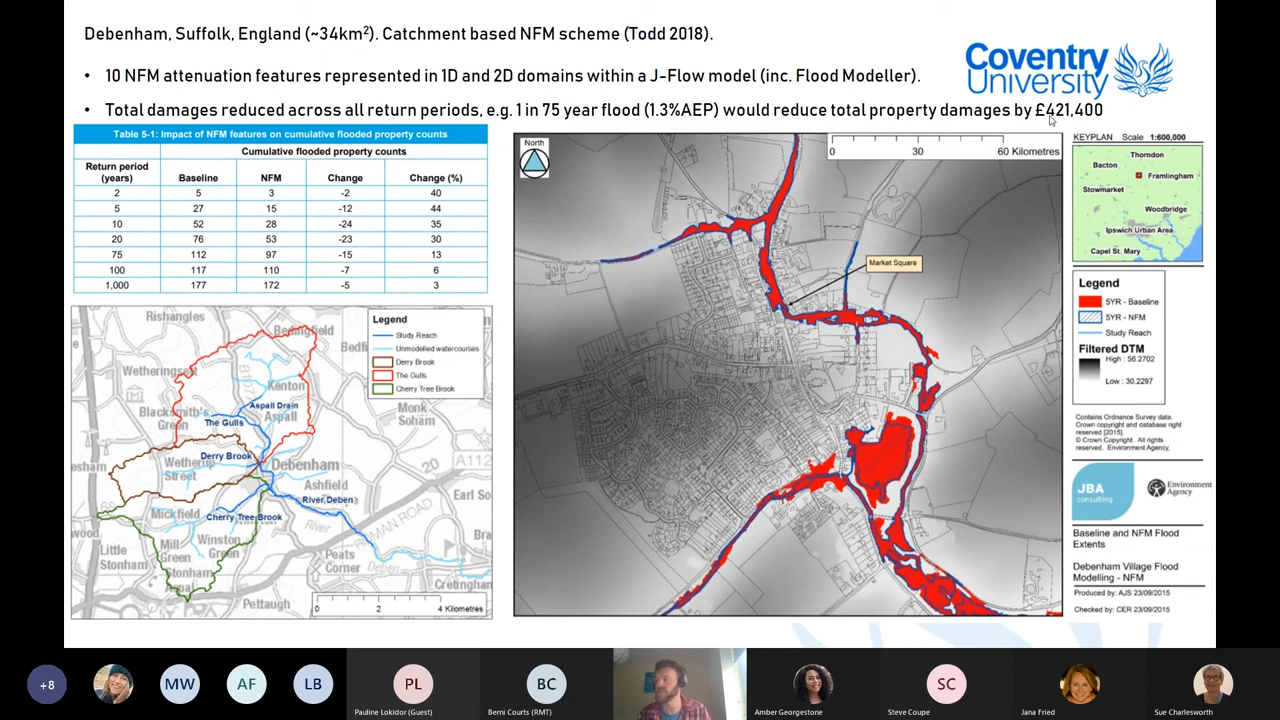 Debenham, Suffolk, England (~34km²). Catchment based NFM scheme (Todd 2018).
• 10 NFM attenuation features represented in 1D and 2D domains within a J-Flow model (inc. Flood Modeller).
• Total damages reduced across all return periods, e.g. 1 in 75 year flood (1.3%AEP) would reduce total property damages by £421,400
Coventry
University
Table 5-1: Impact of NFM features on cumulative flooded property counts
Cumulative flooded property counts
Return period (years) Baseline NFM Change Change (%)
2 5 3 -2 40
5 27 15 -12 44
10 52 28 -24 35
20 76 53 -23 30
75 112 97 -15 13
100 117 110 -7 6
1,000 177 172 -5 3
Rishangles
Bedingfield
Wetheringsett
Kenton
Blacksmith's
Green
Aspall Drain
Aspall
The Gulls
Monk
Soham
Derry Brook
Wetherup
Street
Debenham
20
A112
Ashfield
Earl So
Mickfield
River Deben
Cherry Tree Brook
River
ROMAN ROAD
Winston
Green
Mill
Green
Little
Stonham
Stonham
Peats
Corner
Deben
Cretingham
Pettaugh
wood
Legend
Study Reach
Unmodelled watercourses
Derry Brook
The Gulls
Cherry Tree Brook
0 2 4 Kilometres
North
0 30 60 Kilometres
Market Square
KEYPLAN Scale 1:600,000
Thorndon
Bacton
Framlingham
Stowmarket
Woodbridge
Ipswich Urban Area
Capel St. Mary
Legend
5YR - Baseline
5YR - NFM
Study Reach
Filtered DTM
High : 56.2702
Low : 30.2297
Contains Ordnance Survey data.
Crown copyright and database right
reserved [2015].
© Crown Copyright. All rights
reserved. Environment Agency,
JBA
consulting
Environment
Agency
Baseline and NFM Flood
Extents
Debenham Village Flood
Modelling - NFM
Produced by: AJS 23/09/2015
Checked by: CER 23/09/2015
+8
MW
AF
LB
PL
Pauline Lokidor (Guest)
BC
Berni Courts (RMT)
Amber Georgestone
SC
Steve Coupe
Jana Fried
Sue Charlesworth